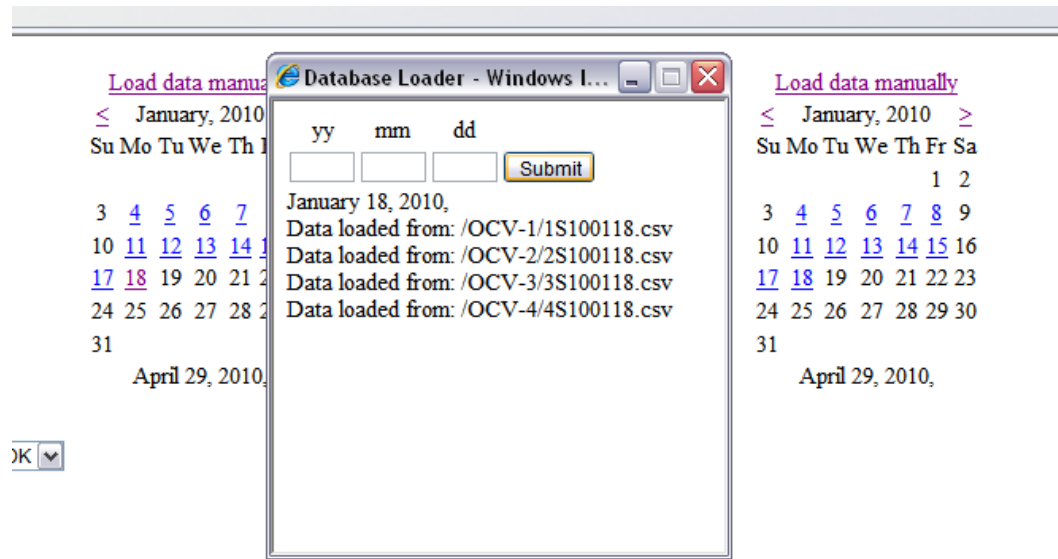 Load data manua
< January, 2010
Su Mo Tu We Th
3 4 5 6 7
10 11 12 13 14
17 18 19 20 21
24 25 26 27 28
31
April 29, 2010,
OK
Database Loader - Windows I...
yy mm dd
Submit
January 18, 2010,
Data loaded from: /OCV-1/1S100118.csv
Data loaded from: /OCV-2/2S100118.csv
Data loaded from: /OCV-3/3S100118.csv
Data loaded from: /OCV-4/4S100118.csv
Load data manually
< January, 2010 >
Su Mo Tu We Th Fr Sa
1 2
3 4 5 6 7 8 9
10 11 12 13 14 15 16
17 18 19 20 21 22 23
24 25 26 27 28 29 30
31
April 29, 2010,